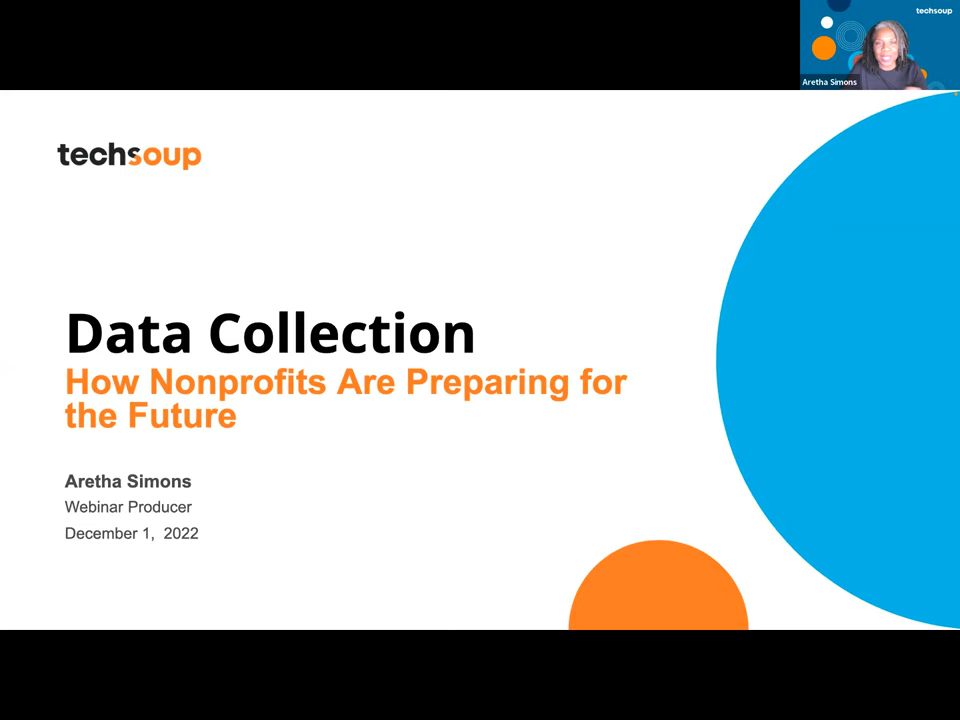 techsoup
Aretha Simons
techsoup
Data Collection
How Nonprofits Are Preparing for
the Future
Aretha Simons
Webinar Producer
December 1, 2022